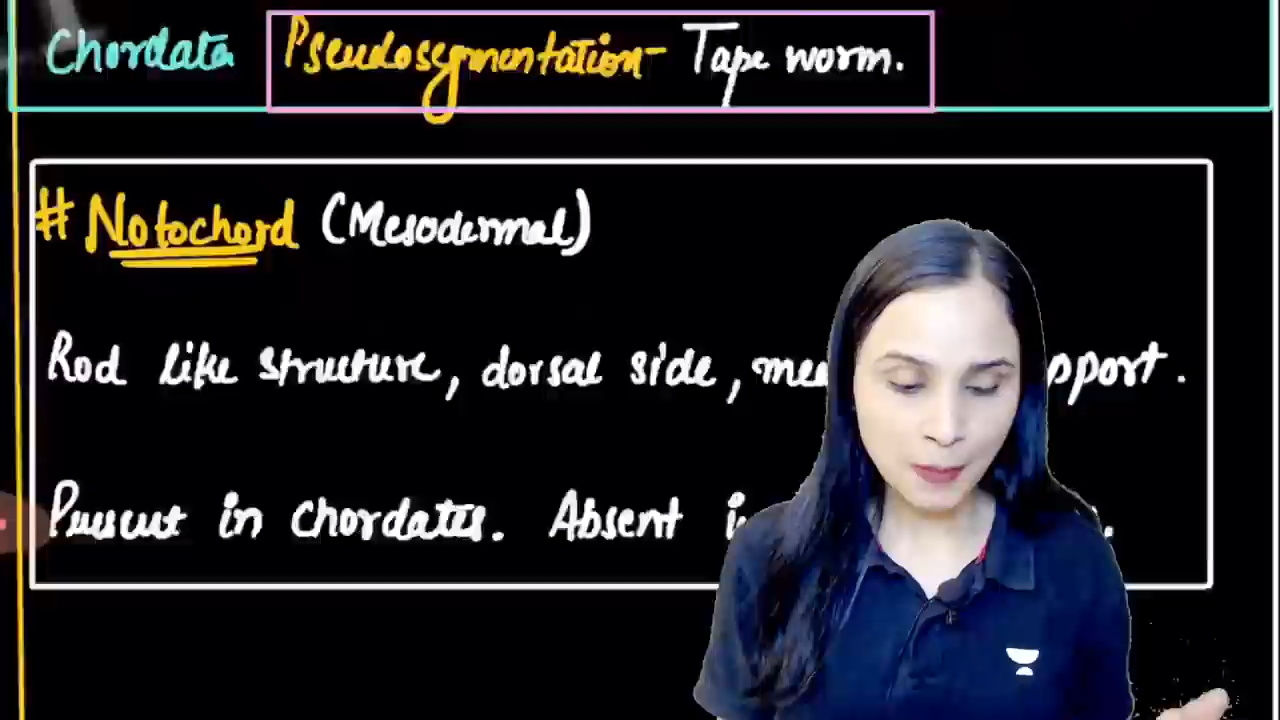 Chordata Pseudosegmentation- Tape worm.
# Notochord (Mesodermal)
Rod like structure, dorsal side,
Present in chordates. Absent